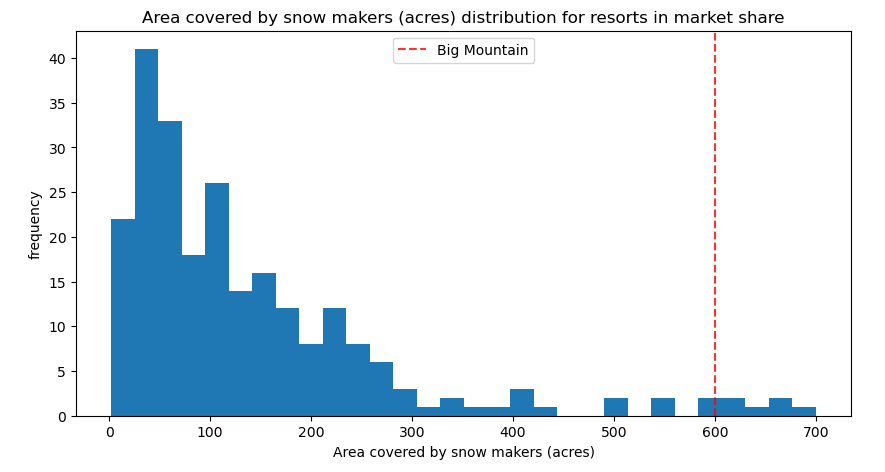 Area covered by snow makers (acres) distribution for resorts in market share
Big Mountain
frequency
40
35
30
25
20
15
10
5
0
0 100 200 300 400 500 600 700
Area covered by snow makers (acres)